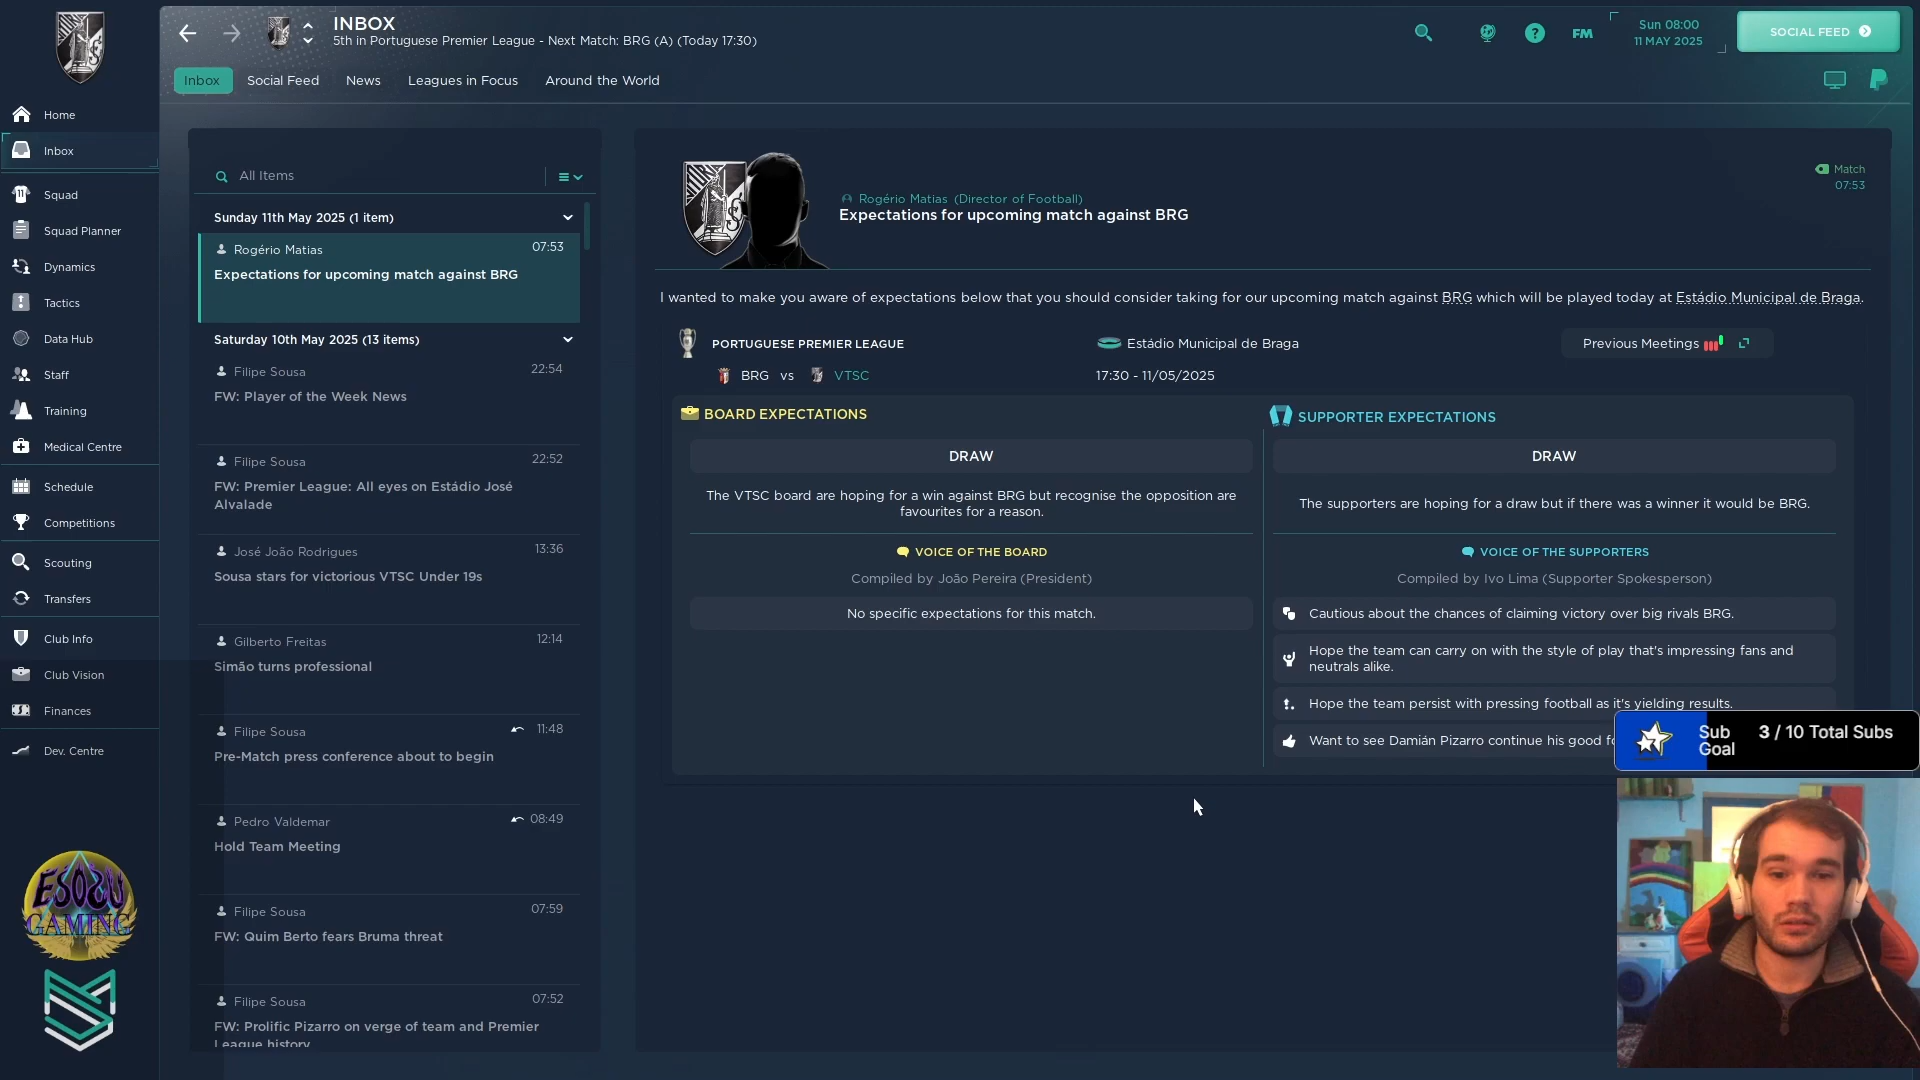 INBOX
5th in Portuguese Premier League - Next Match: BRG (A) (Today 17:30)
FM
Sun 08:00
11 MAY 2025
SOCIAL FEED
Inbox
Social Feed
News
Leagues in Focus
Around the World
Home
Inbox
Squad
Squad Planner
Dynamics
Tactics
Data Hub
Staff
Training
Medical Centre
Schedule
Competitions
Scouting
Transfers
Club Info
Club Vision
Finances
Dev. Centre
ESOZU
GAMING
All Items
Sunday 11th May 2025 (1 item)
Rogério Matias
07:53
Expectations for upcoming match against BRG
Saturday 10th May 2025 (13 items)
Filipe Sousa
22:54
FW: Player of the Week News
Filipe Sousa
22:52
FW: Premier League: All eyes on Estádio José
Alvalade
José João Rodrigues
13:36
Sousa stars for victorious VTSC Under 19s
Gilberto Freitas
12:14
Simão turns professional
Filipe Sousa
11:48
Pre-Match press conference about to begin
Pedro Valdemar
08:49
Hold Team Meeting
Filipe Sousa
07:59
FW: Quim Berto fears Bruma threat
Filipe Sousa
07:52
FW: Prolific Pizarro on verge of team and Premier
League history
Rogério Matias (Director of Football)
Expectations for upcoming match against BRG
Match
07:53
I wanted to make you aware of expectations below that you should consider taking for our upcoming match against BRG which will be played today at Estádio Municipal de Braga.
PORTUGUESE PREMIER LEAGUE
Estádio Municipal de Braga
Previous Meetings
BRG vs VTSC
17:30 - 11/05/2025
BOARD EXPECTATIONS
DRAW
The VTSC board are hoping for a win against BRG but recognise the opposition are
favourites for a reason.
VOICE OF THE BOARD
Compiled by João Pereira (President)
No specific expectations for this match.
SUPPORTER EXPECTATIONS
DRAW
The supporters are hoping for a draw but if there was a winner it would be BRG.
VOICE OF THE SUPPORTERS
Compiled by Ivo Lima (Supporter Spokesperson)
Cautious about the chances of claiming victory over big rivals BRG.
Hope the team can carry on with the style of play that's impressing fans and
neutrals alike.
Hope the team persist with pressing football as it's yielding results.
Want to see Damián Pizarro continue his good
Sub
Goal
3 / 10 Total Subs